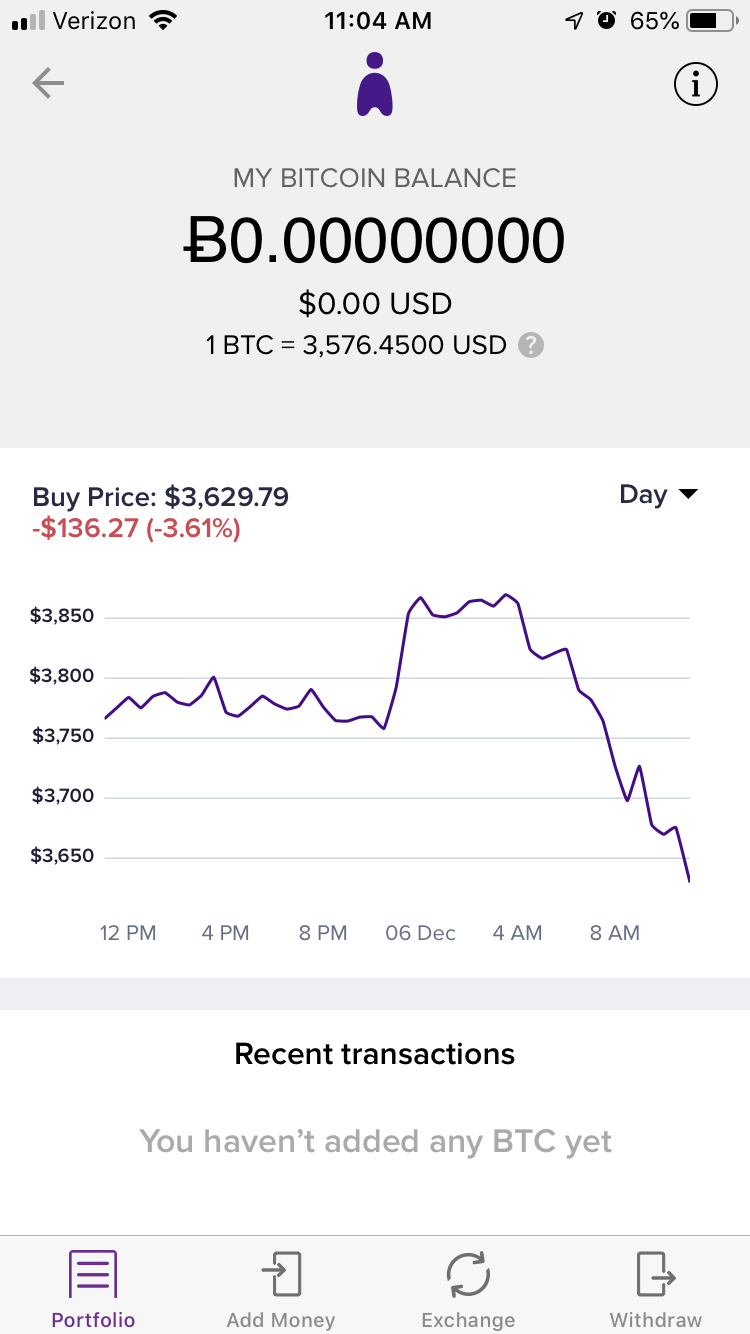 Verizon 11:04 AM 65%
MY BITCOIN BALANCE
Ƀ0.00000000
$0.00 USD
1 BTC = 3,576.4500 USD ?
Buy Price: $3,629.79 Day
-$136.27 (-3.61%)
$3,850
$3,800
$3,750
$3,700
$3,650
12 PM 4 PM 8 PM 06 Dec 4 AM 8 AM
Recent transactions
You haven’t added any BTC yet
Portfolio Add Money Exchange Withdraw